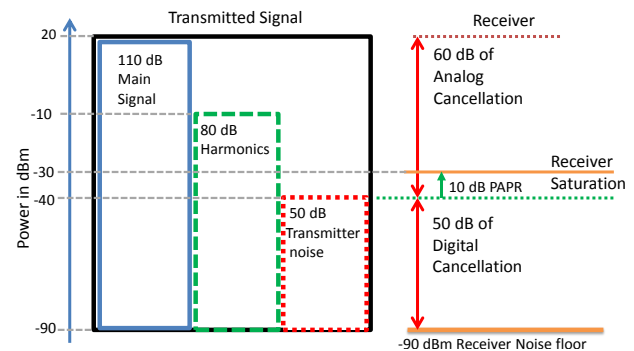 Transmitted Signal
Receiver
20
-10
-30
-40
-90
Power in dBm
110 dB
Main
Signal
80 dB
Harmonics
50 dB
Transmitter
noise
60 dB of
Analog
Cancellation
Receiver
Saturation
10 dB PAPR
50 dB of
Digital
Cancellation
-90 dBm Receiver Noise floor